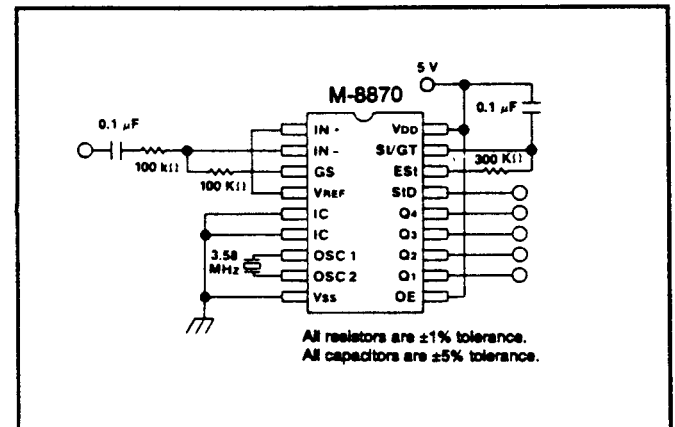 5 V
M-8870
0.1 µF
0.1 µF
IN +
VDD
IN -
St/GT
100 kΩ
GS
ESt
300 KΩ
100 KΩ
VREF
StD
IC
Q4
IC
Q3
3.58
MHz
OSC 1
Q2
OSC 2
Q1
Vss
OE
All resistors are ±1% tolerance.
All capacitors are ±5% tolerance.